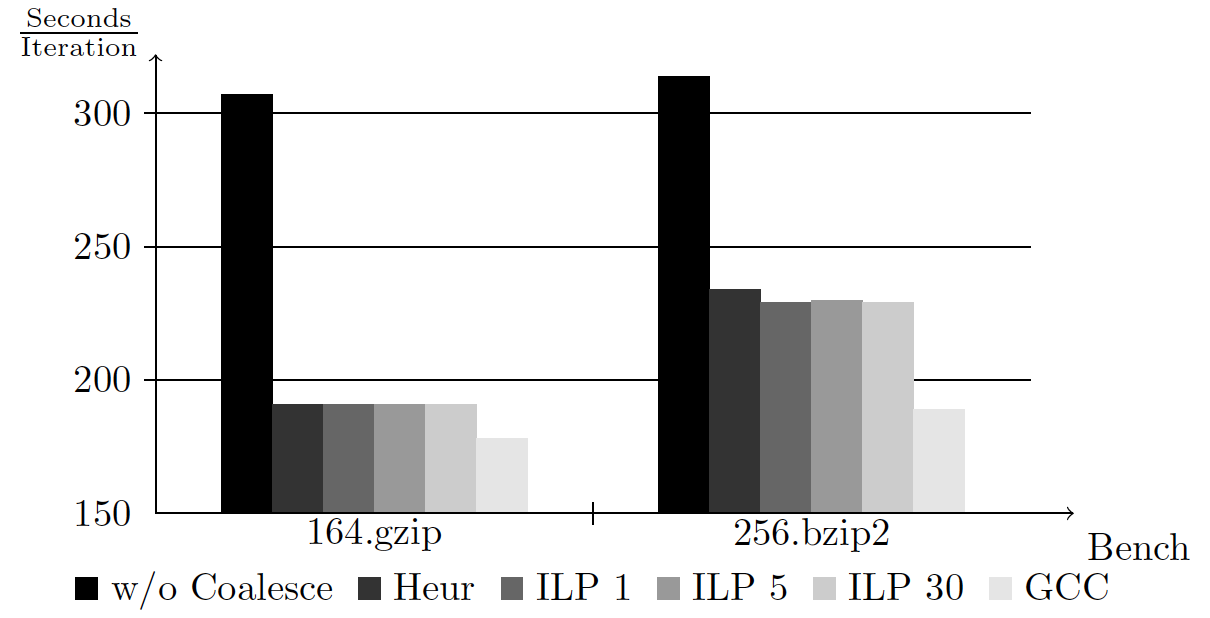 Seconds
Iteration
300
250
200
150
164.gzip
256.bzip2
Bench
w/o Coalesce Heur ILP 1 ILP 5 ILP 30 GCC